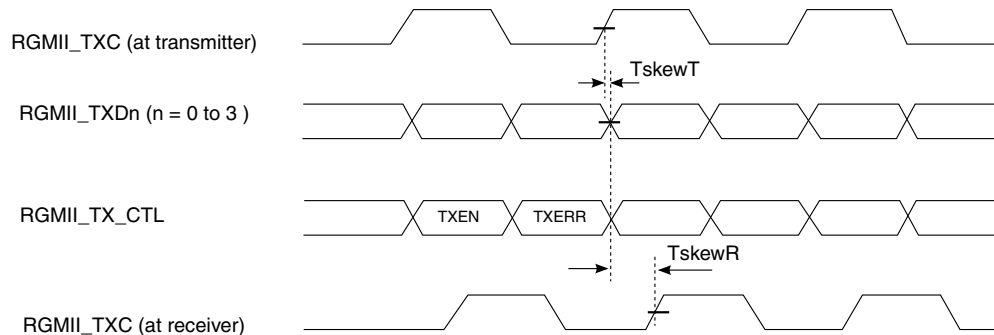 RGMII_TXC (at transmitter)
TskewT
RGMII_TXDn (n = 0 to 3 )
RGMII_TX_CTL
TXEN
TXERR
TskewR
RGMII_TXC (at receiver)